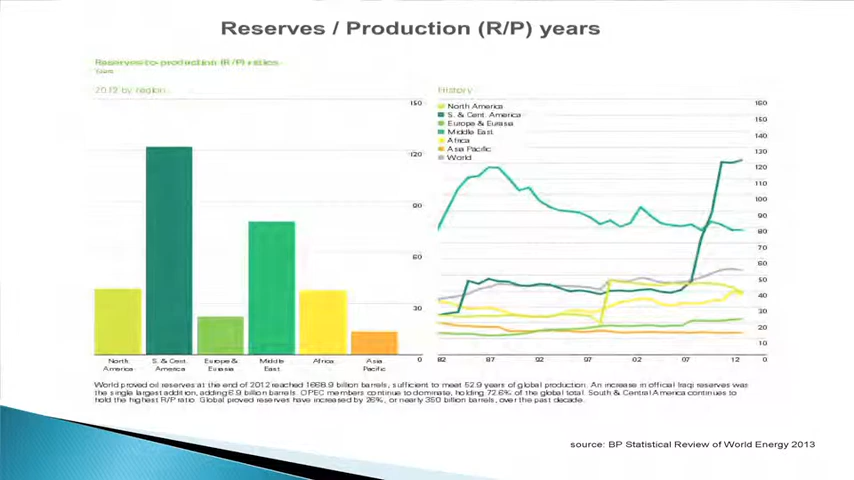 Reserves / Production (R/P) years
Reserves-to-production (R/P) ratios
Years
2012 by region
150
120
90
60
30
0
North
America
S. & Cent.
America
Europe &
Eurasia
Middle
East
Africa
Asia
Pacific
History
North America
S. & Cent. America
Europe & Eurasia
Middle East
Africa
Asia Pacific
World
160
150
140
130
120
110
100
90
80
70
60
50
40
30
20
10
0
82
87
92
97
02
07
12
World proved oil reserves at the end of 2012 reached 1668.9 billion barrels, sufficient to meet 52.9 years of global production. An increase in official Iraqi reserves was
the single largest addition, adding 6.9 billion barrels. OPEC members continue to dominate, holding 72.6% of the global total. South & Central America continues to
hold the highest R/P ratio. Global proved reserves have increased by 26%, or nearly 350 billion barrels, over the past decade.
source: BP Statistical Review of World Energy 2013